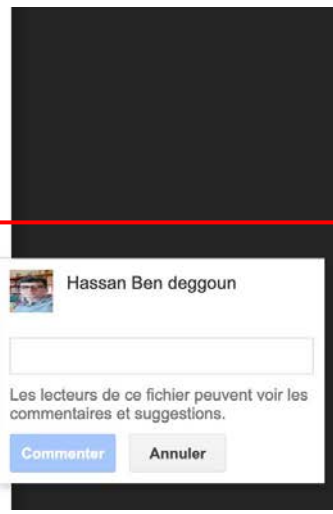 Hassan Ben deggoun
Les lecteurs de ce fichier peuvent voir les
commentaires et suggestions.
Commenter
Annuler